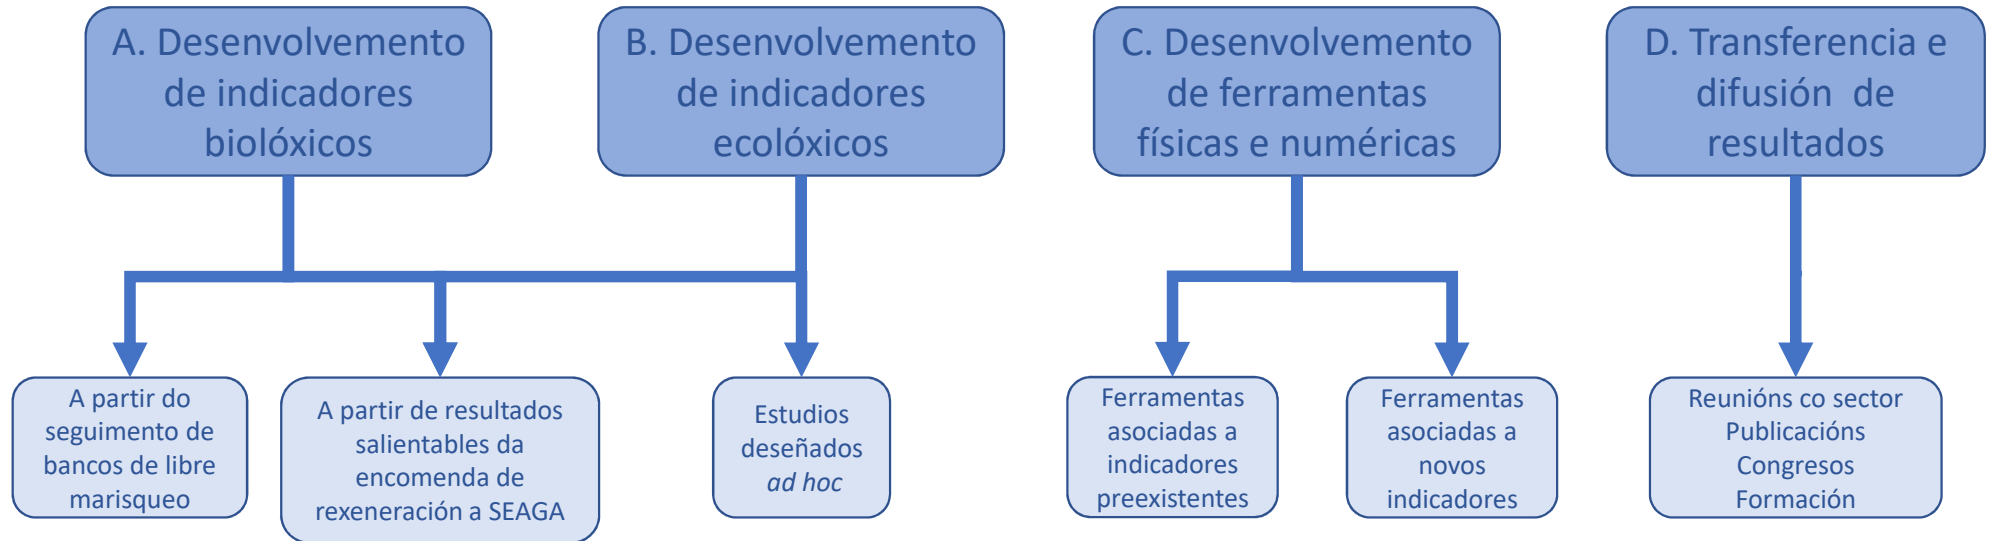 A. Desenvolvemento
de indicadores
biolóxicos
B. Desenvolvemento
de indicadores
ecolóxicos
C. Desenvolvemento
de ferramentas
físicas e numéricas
D. Transferencia e
difusión de
resultados
A partir do
seguimento de
bancos de libre
marisqueo
A partir de resultados
salientables da
encomenda de
rexeneración a SEAGA
Estudios
deseñados
ad hoc
Ferramentas
asociadas a
indicadores
preexistentes
Ferramentas
asociadas a
novos
indicadores
Reunións co sector
Publicacións
Congresos
Formación